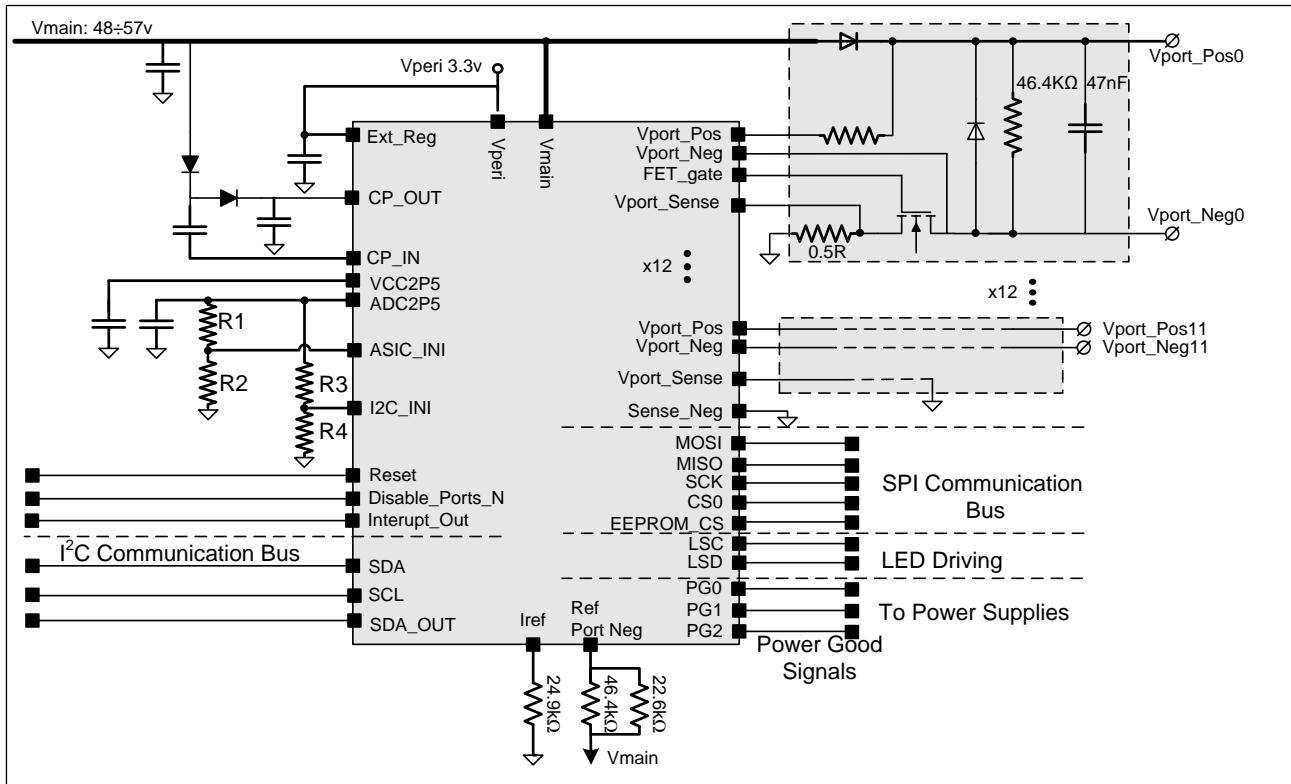 Vmain: 48÷57v
Vport_Pos0
Vperi 3.3v
46.4KΩ 47nF
Ext_Reg
Vperi
Vmain
Vport_Pos
Vport_Neg
FET_gate
Vport_Sense
CP_OUT
Vport_Neg0
0.5R
CP_IN
x12
VCC2P5
ADC2P5
x12
R1
Vport_Pos
Vport_Pos11
Vport_Neg
Vport_Neg11
ASIC_INI
R2
R3
Vport_Sense
I2C_INI
Sense_Neg
R4
MOSI
MISO
SCK
CS0
EEPROM_CS
SPI Communication
Bus
Reset
Disable_Ports_N
Interupt_Out
I²C Communication Bus
LSC
LSD
LED Driving
SDA
SCL
SDA_OUT
PG0
PG1
PG2
To Power Supplies
Iref
Ref
Port Neg
Power Good
Signals
24.9kΩ
46.4kΩ
22.6kΩ
Vmain